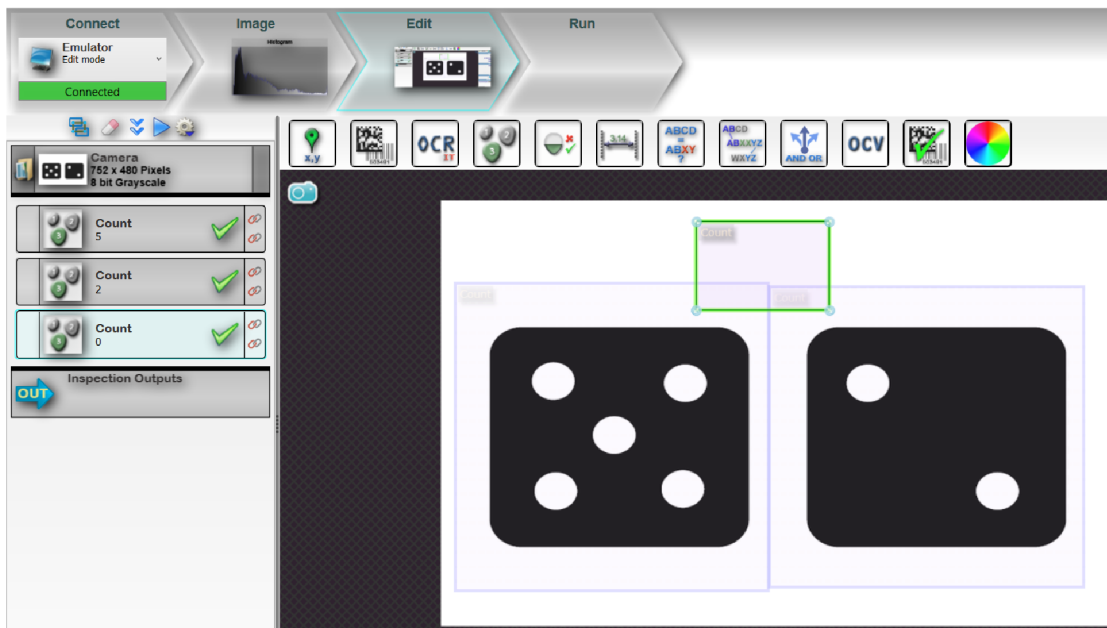 Connect
Image
Edit
Run
Emulator
Edit mode
Histogram
Connected
x,y
OCR
XY
3.14
ABCD
=
ABXY
?
ABCD
ABXXYZ
WXYZ
AND OR
OCV
Camera
752 x 480 Pixels
8 bit Grayscale
Count
5
Count
2
Count
0
Inspection Outputs
OUT
Count
Count
Count